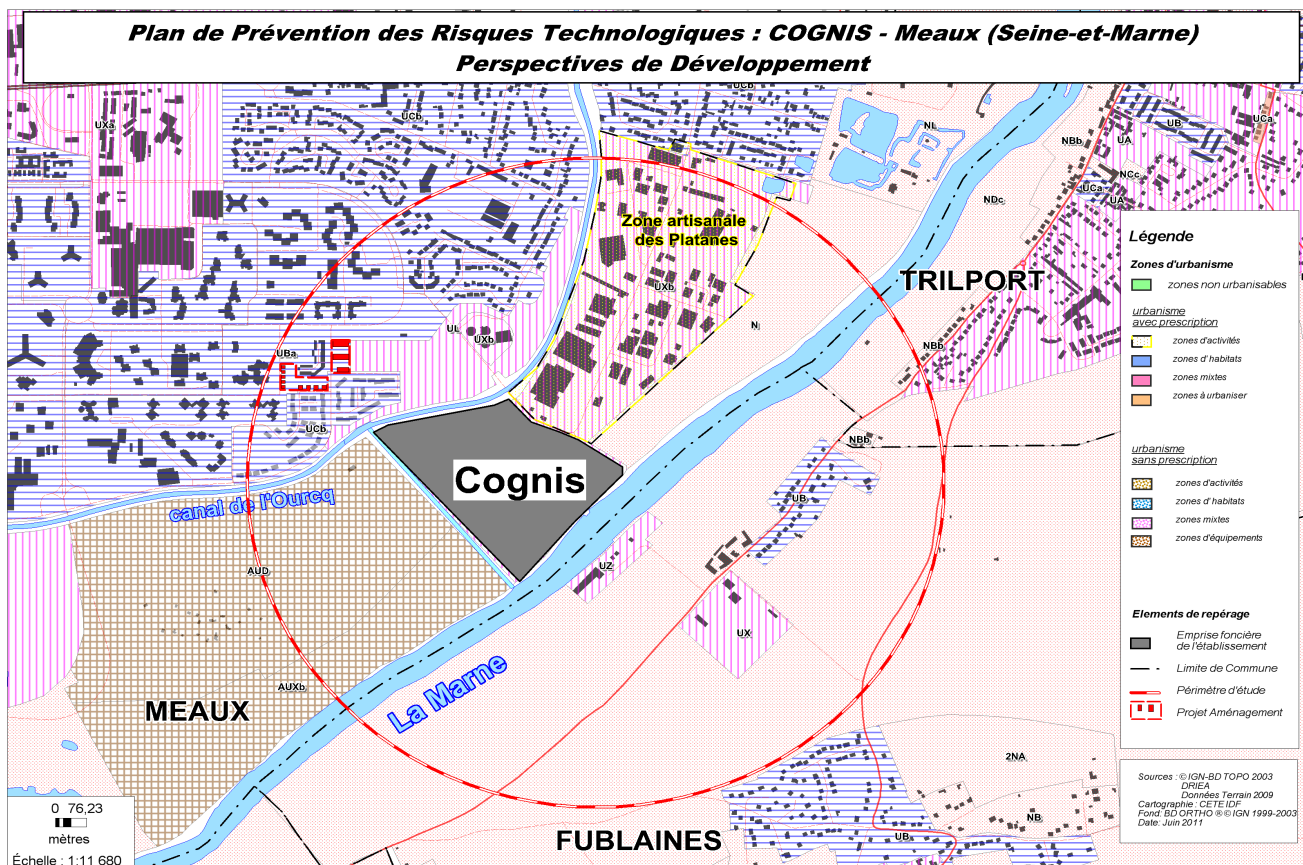 Plan de Prévention des Risques Technologiques : COGNIS - Meaux (Seine-et-Marne)
Perspectives de Développement
UCb
UXa
UCb
NL
NBb
UA
UB
UCa
NCc
UCa
UA
NDc
Zone artisanale
des Platanes
UXb
TRILPORT
N
UL
UXb
NBb
UBa
UCb
NBb
Cognis
canal de l'Ourcq
UB
AUD
UZ
UX
La Marne
AUXb
MEAUX
2NA
NB
UB
FUBLAINES
0 76,23
mètres
Échelle : 1:11 680
Légende
Zones d'urbanisme
zones non urbanisables
urbanisme
avec prescription
zones d'activités
zones d'habitats
zones mixtes
zones à urbaniser
urbanisme
sans prescription
zones d'activités
zones d'habitats
zones mixtes
zones d'équipements
Elements de repérage
Emprise foncière
de l'établissement
Limite de Commune
Périmètre d'étude
Projet Aménagement
Sources : © IGN-BD TOPO 2003
DRIEA
Données Terrain 2009
Cartographie : CETE IDF
Fond: BD ORTHO ® © IGN 1999-2003
Date: Juin 2011